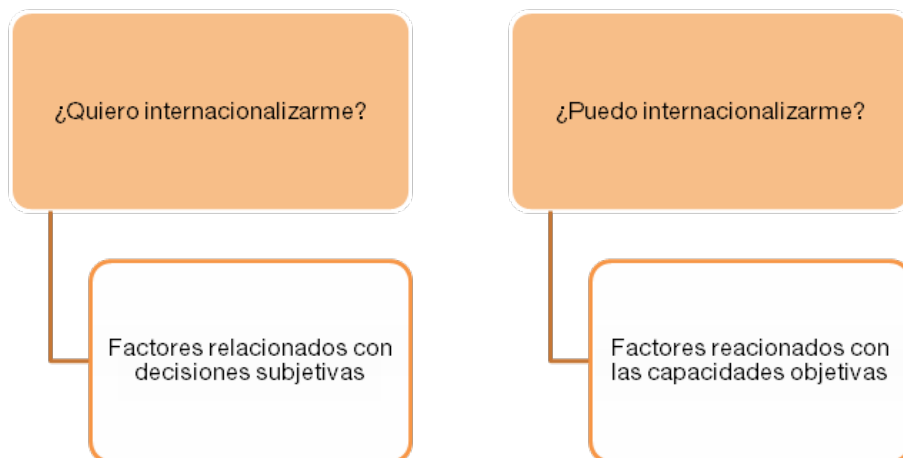 ¿Quiero internacionalizarme?
¿Puedo internacionalizarme?
Factores relacionados con
decisiones subjetivas
Factores reacionados con
las capacidades objetivas